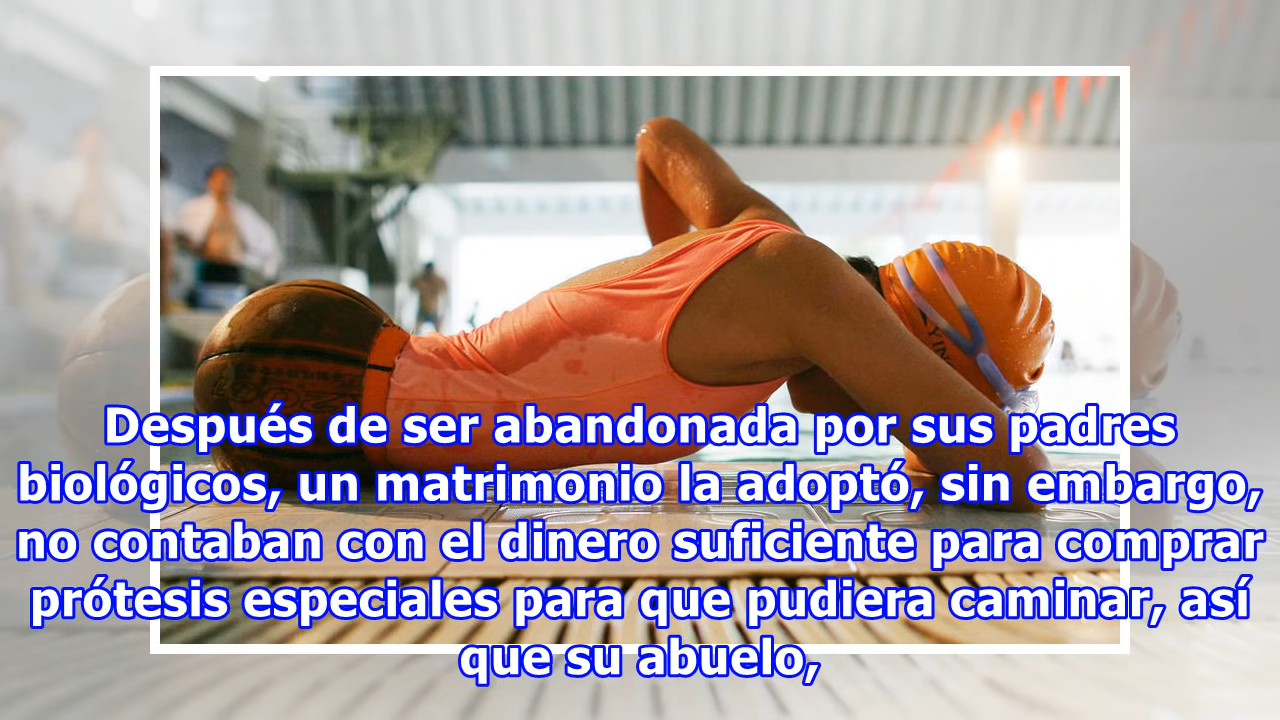 YIN
Después de ser abandonada por sus padres
biológicos, un matrimonio la adoptó, sin embargo,
no contaban con el dinero suficiente para comprar
prótesis especiales para que pudiera caminar, así
que su abuelo,